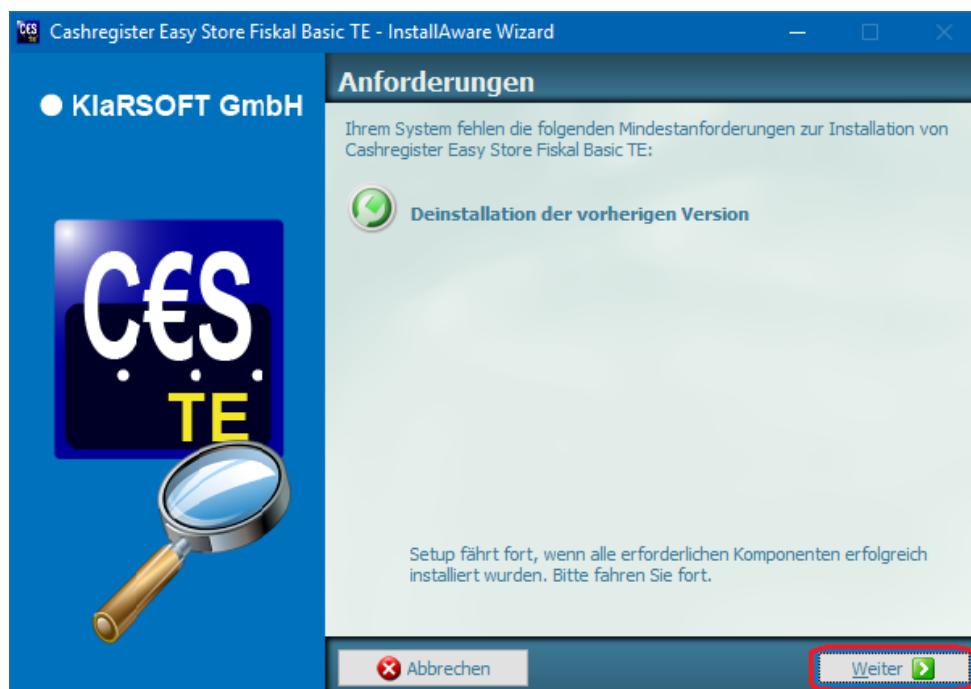 Cashregister Easy Store Fiskal Basic TE - InstallAware Wizard
KlaRSOFT GmbH
C€S
TE
Anforderungen
Ihrem System fehlen die folgenden Mindestanforderungen zur Installation von
Cashregister Easy Store Fiskal Basic TE:
Deinstallation der vorherigen Version
Setup fährt fort, wenn alle erforderlichen Komponenten erfolgreich
installiert wurden. Bitte fahren Sie fort.
Abbrechen
Weiter